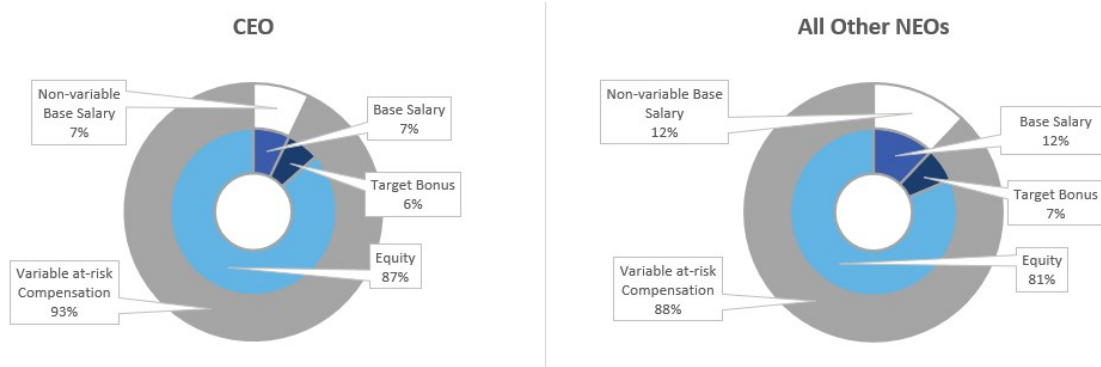 CEO
Non-variable
Base Salary
7%
Base Salary
7%
Target Bonus
6%
Equity
87%
Variable at-risk
Compensation
93%
All Other NEOs
Non-variable Base
Salary
12%
Base Salary
12%
Target Bonus
7%
Equity
81%
Variable at-risk
Compensation
88%